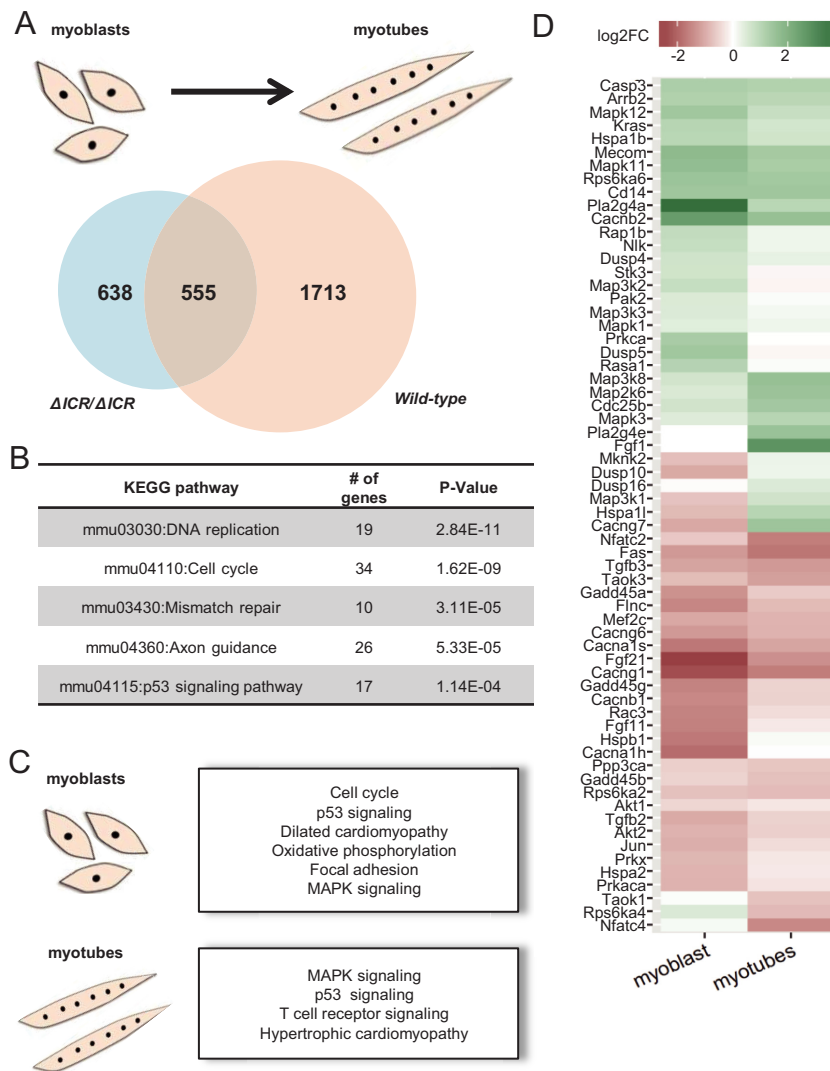 A
myoblasts
myotubes
638
555
1713
ΔICR/ΔICR
Wild-type
B
KEGG pathway # of genes P-Value
mmu03030:DNA replication 19 2.84E-11
mmu04110:Cell cycle 34 1.62E-09
mmu03430:Mismatch repair 10 3.11E-05
mmu04360:Axon guidance 26 5.33E-05
mmu04115:p53 signaling pathway 17 1.14E-04
C
myoblasts
Cell cycle
p53 signaling
Dilated cardiomyopathy
Oxidative phosphorylation
Focal adhesion
MAPK signaling
myotubes
MAPK signaling
p53 signaling
T cell receptor signaling
Hypertrophic cardiomyopathy
D
log2FC
-2 0 2
Casp3
Arrb2
Mapk12
Kras
Hspa1b
Mecom
Mapk11
Rps6ka6
Cd14
Pla2g4a
Cacnb2
Rap1b
Nlk
Dusp4
Stk3
Map3k2
Pak2
Map3k3
Mapk1
Prkca
Dusp5
Rasa1
Map3k8
Map2k6
Cdc25b
Mapk3
Pla2g4e
Fgf1
Mknk2
Dusp10
Dusp16
Map3k1
Hspa1l
Cacng7
Nfatc2
Fas
Tgfb3
Taok3
Gadd45a
Flnc
Mef2c
Cacng6
Cacna1s
Fgf21
Cacng1
Gadd45g
Cacnb1
Rac3
Fgf11
Hspb1
Cacna1h
Ppp3ca
Gadd45b
Rps6ka2
Akt1
Tgfb2
Akt2
Jun
Prkx
Hspa2
Prkaca
Taok1
Rps6ka4
Nfatc4
myoblast
myotubes